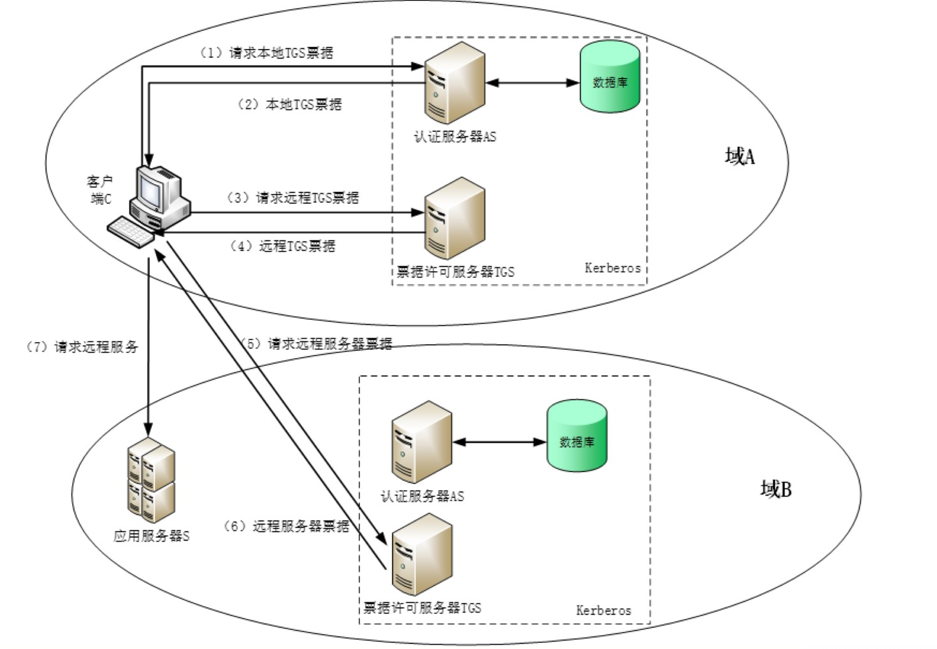 （1）请求本地TGS票据
（2）本地TGS票据
数据库
认证服务器AS
域A
客户
端C
（3）请求远程TGS票据
（4）远程TGS票据
票据许可服务器TGS
Kerberos
（5）请求远程服务器票据
（7）请求远程服务
数据库
认证服务器AS
域B
（6）远程服务器票据
应用服务器S
票据许可服务器TGS
Kerberos